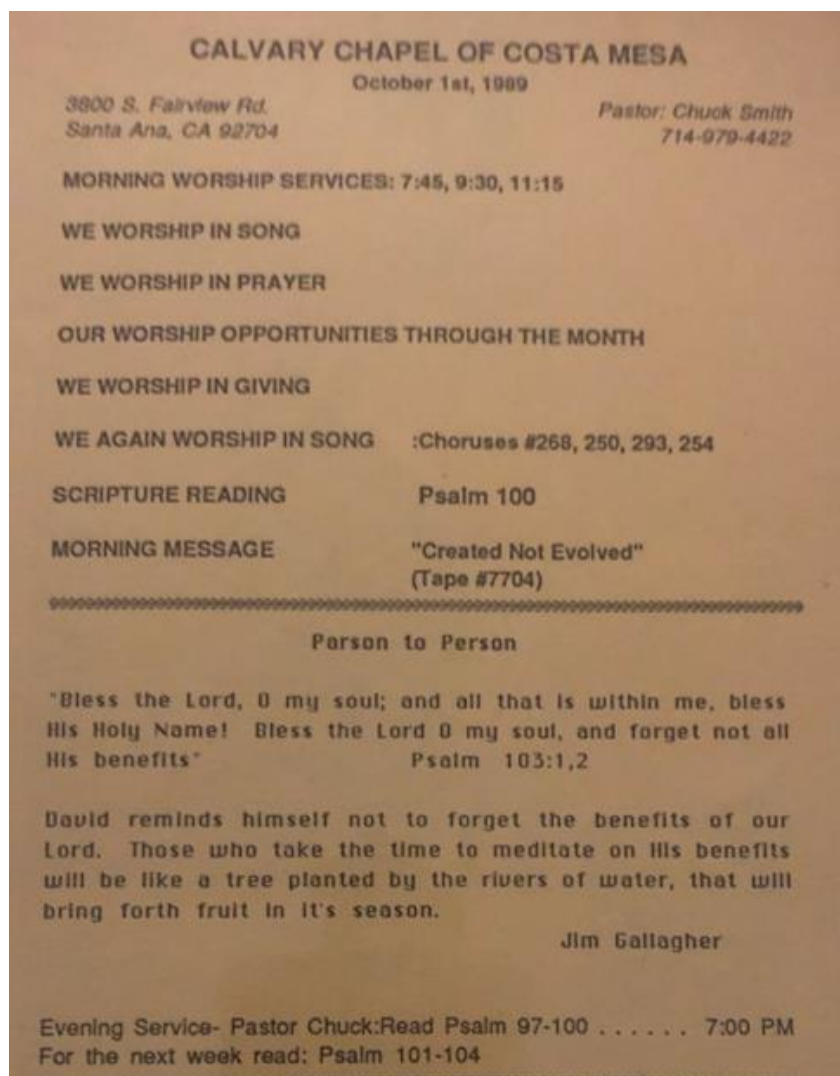 CALVARY CHAPEL OF COSTA MESA
October 1st, 1989
3800 S. Fairview Rd.
Santa Ana, CA 92704
Pastor: Chuck Smith
714-979-4422
MORNING WORSHIP SERVICES: 7:45, 9:30, 11:15
WE WORSHIP IN SONG
WE WORSHIP IN PRAYER
OUR WORSHIP OPPORTUNITIES THROUGH THE MONTH
WE WORSHIP IN GIVING
WE AGAIN WORSHIP IN SONG :Choruses #268, 250, 293, 254
SCRIPTURE READING Psalm 100
MORNING MESSAGE "Created Not Evolved"
(Tape #7704)
Parson to Person
"Bless the Lord, O my soul; and all that is within me, bless
His Holy Name! Bless the Lord O my soul, and forget not all
His benefits" Psalm 103:1,2
David reminds himself not to forget the benefits of our
Lord. Those who take the time to meditate on His benefits
will be like a tree planted by the rivers of water, that will
bring forth fruit in it's season.
Jim Gallagher
Evening Service- Pastor Chuck:Read Psalm 97-100 . . . . . . 7:00 PM
For the next week read: Psalm 101-104